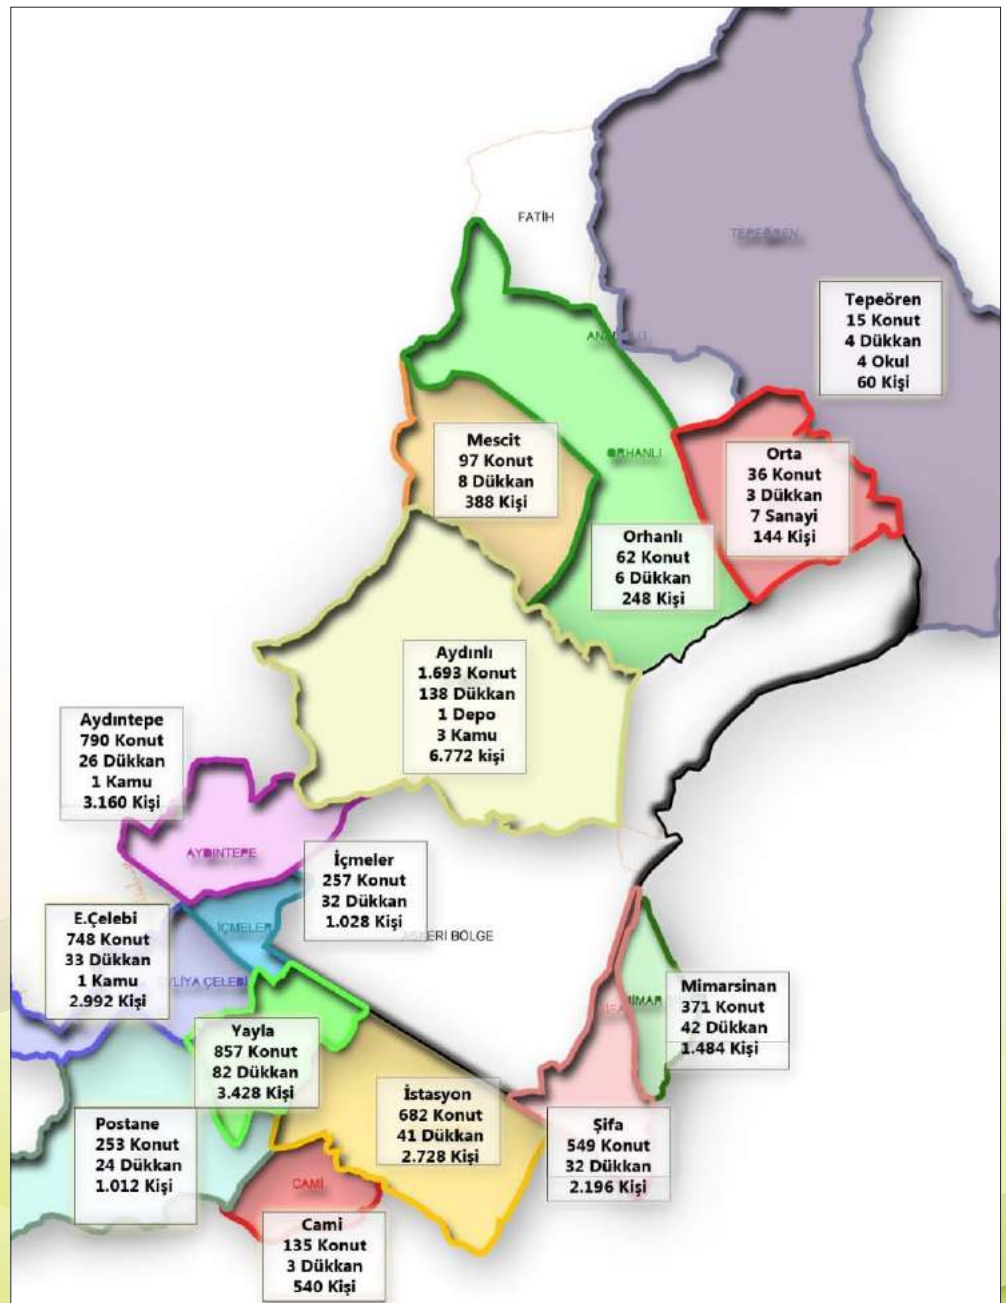 FATİH
TEPEÖREN
Tepeören
15 Konut
4 Dükkan
4 Okul
60 Kişi
Mescit
97 Konut
8 Dükkan
388 Kişi
ORHANLI
Orta
36 Konut
3 Dükkan
7 Sanayi
144 Kişi
Orhanlı
62 Konut
6 Dükkan
248 Kişi
Aydınlı
1.693 Konut
138 Dükkan
1 Depo
3 Kamu
6.772 kişi
Aydıntepe
790 Konut
26 Dükkan
1 Kamu
3.160 Kişi
AYDINTEPE
İçmeler
257 Konut
32 Dükkan
1.028 Kişi
İÇMELER
BÖLGE
E.Çelebi
748 Konut
33 Dükkan
1 Kamu
2.992 Kişi
ÇELEBİ
Mimarsinan
371 Konut
42 Dükkan
1.484 Kişi
MİMAR
Yayla
857 Konut
82 Dükkan
3.428 Kişi
İstasyon
682 Konut
41 Dükkan
2.728 Kişi
Postane
253 Konut
24 Dükkan
1.012 Kişi
Şifa
549 Konut
32 Dükkan
2.196 Kişi
CAMİ
Cami
135 Konut
3 Dükkan
540 Kişi